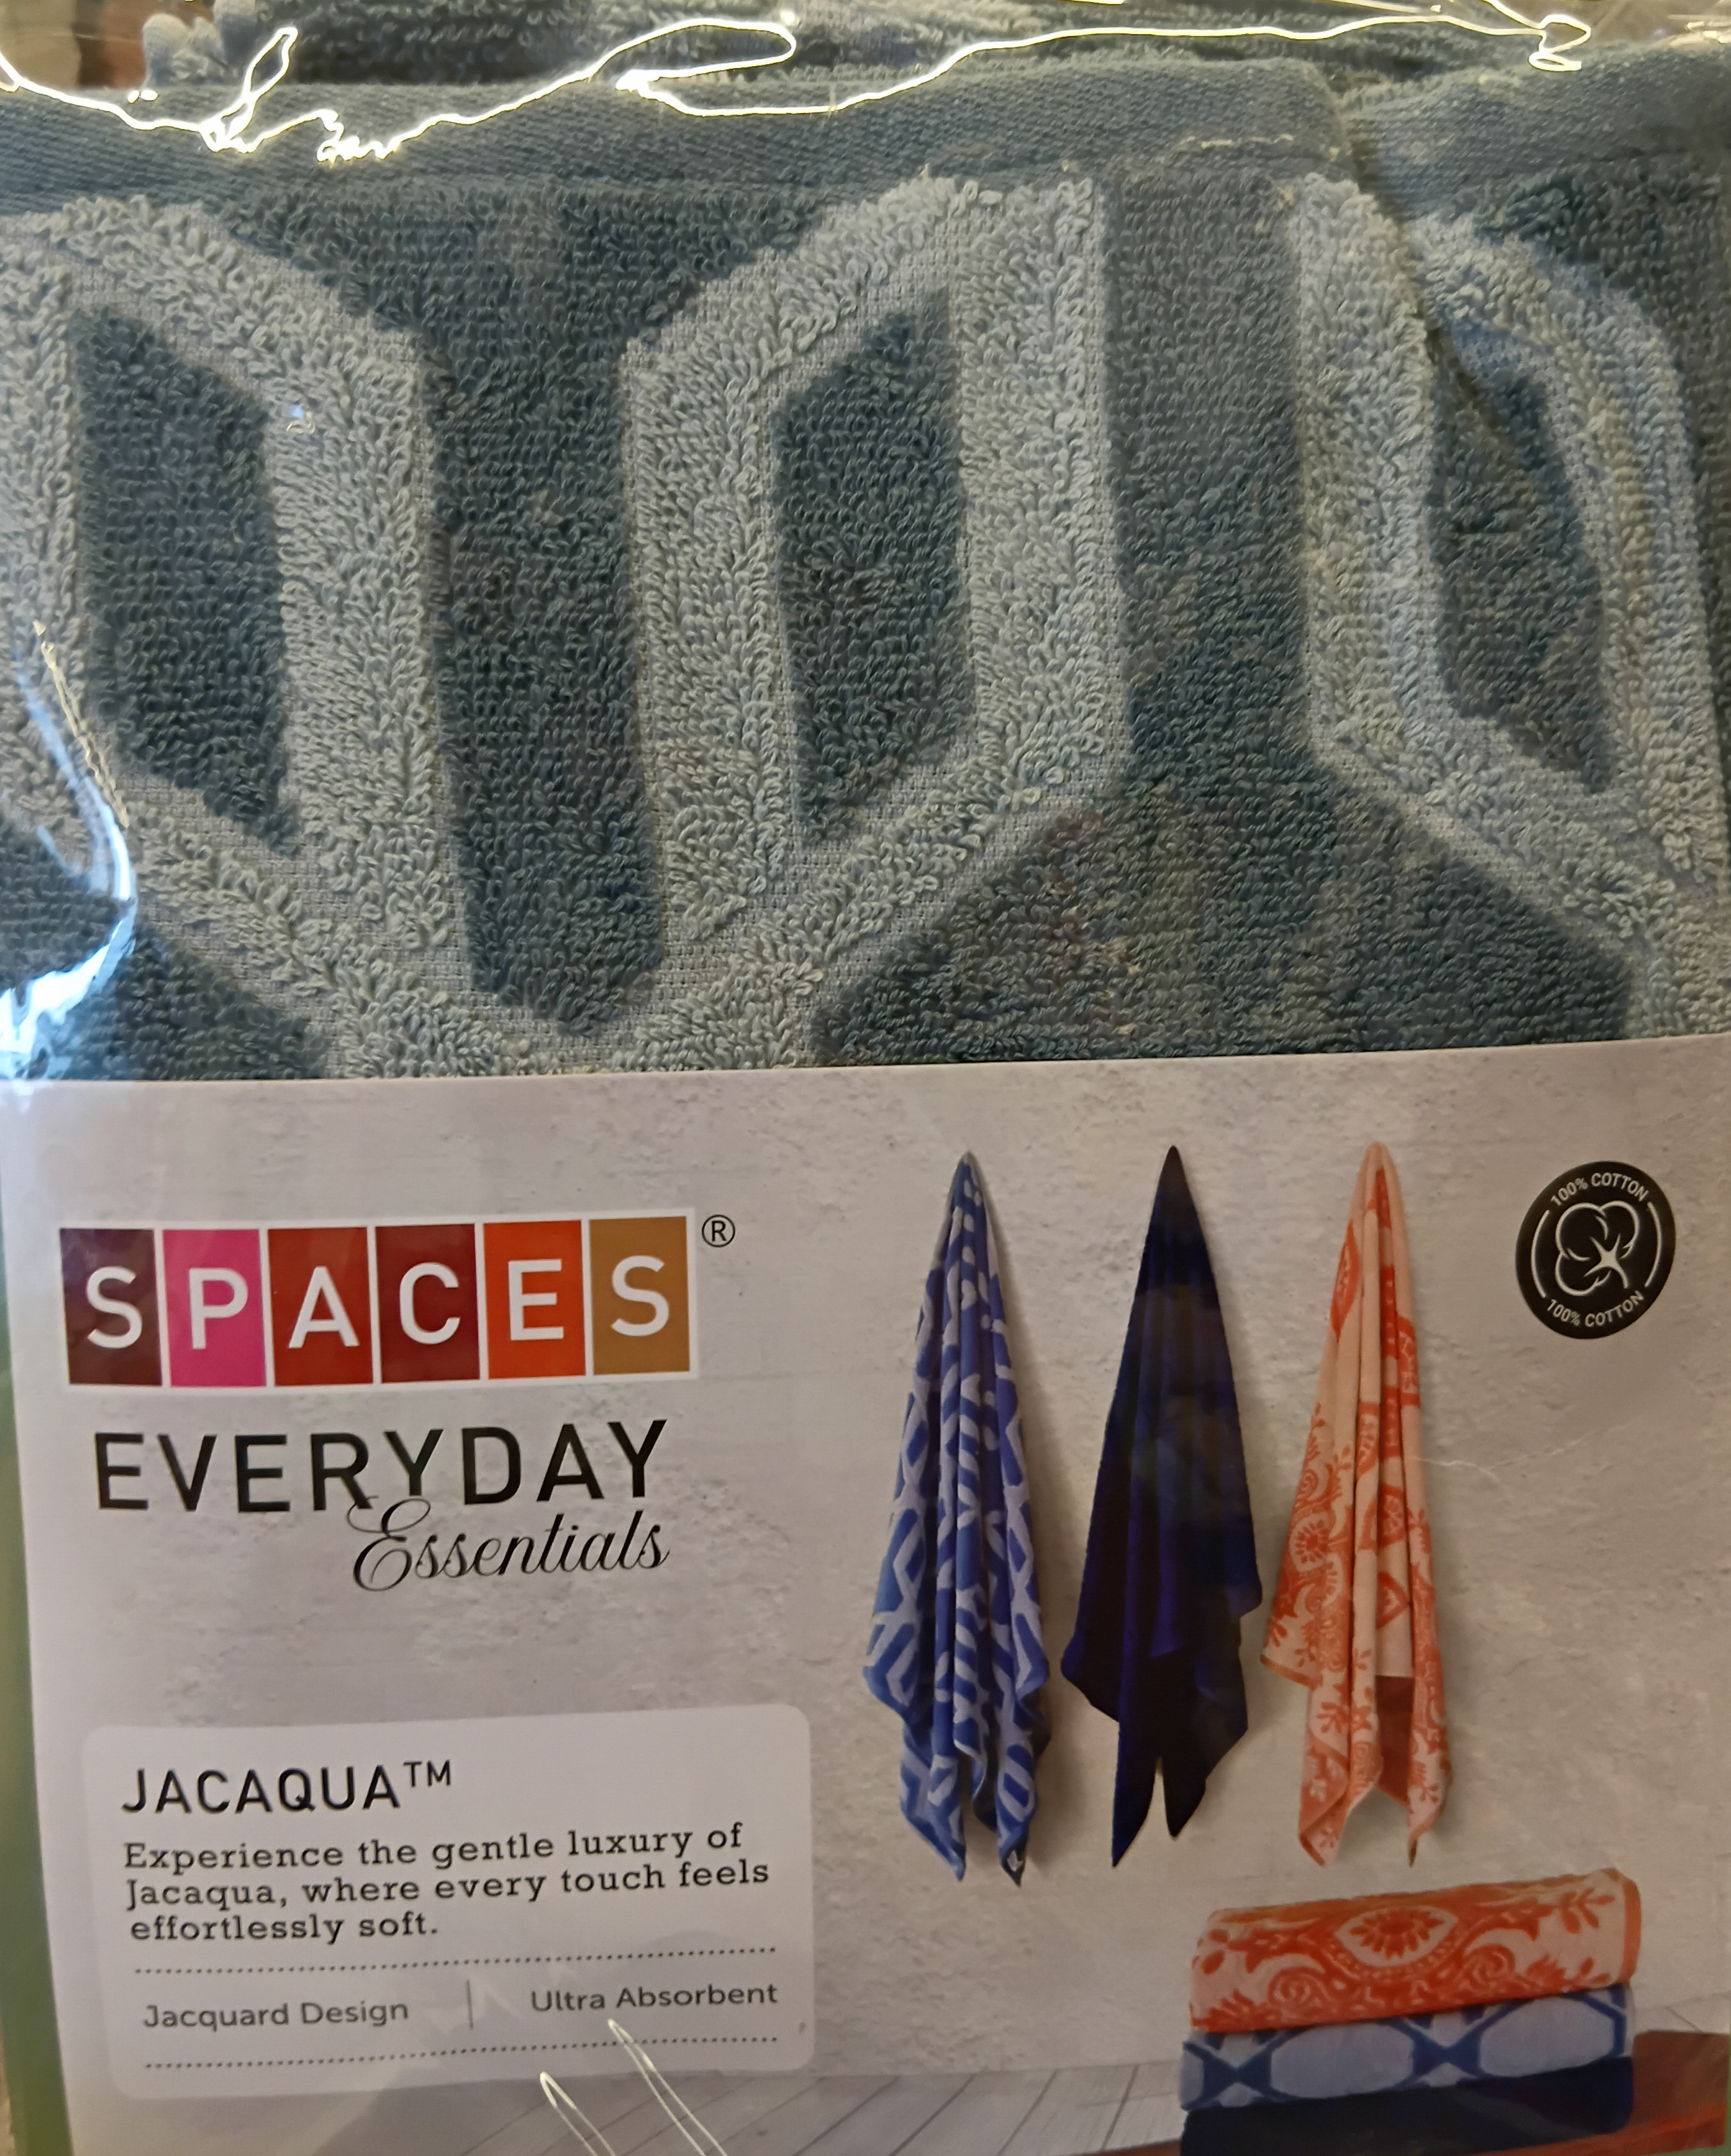 SPACES®
100% COTTON
100% COTTON
EVERYDAY
Essentials
JACAQUA™
Experience the gentle luxury of
Jacaqua, where every touch feels
effortlessly soft.
Jacquard Design | Ultra Absorbent